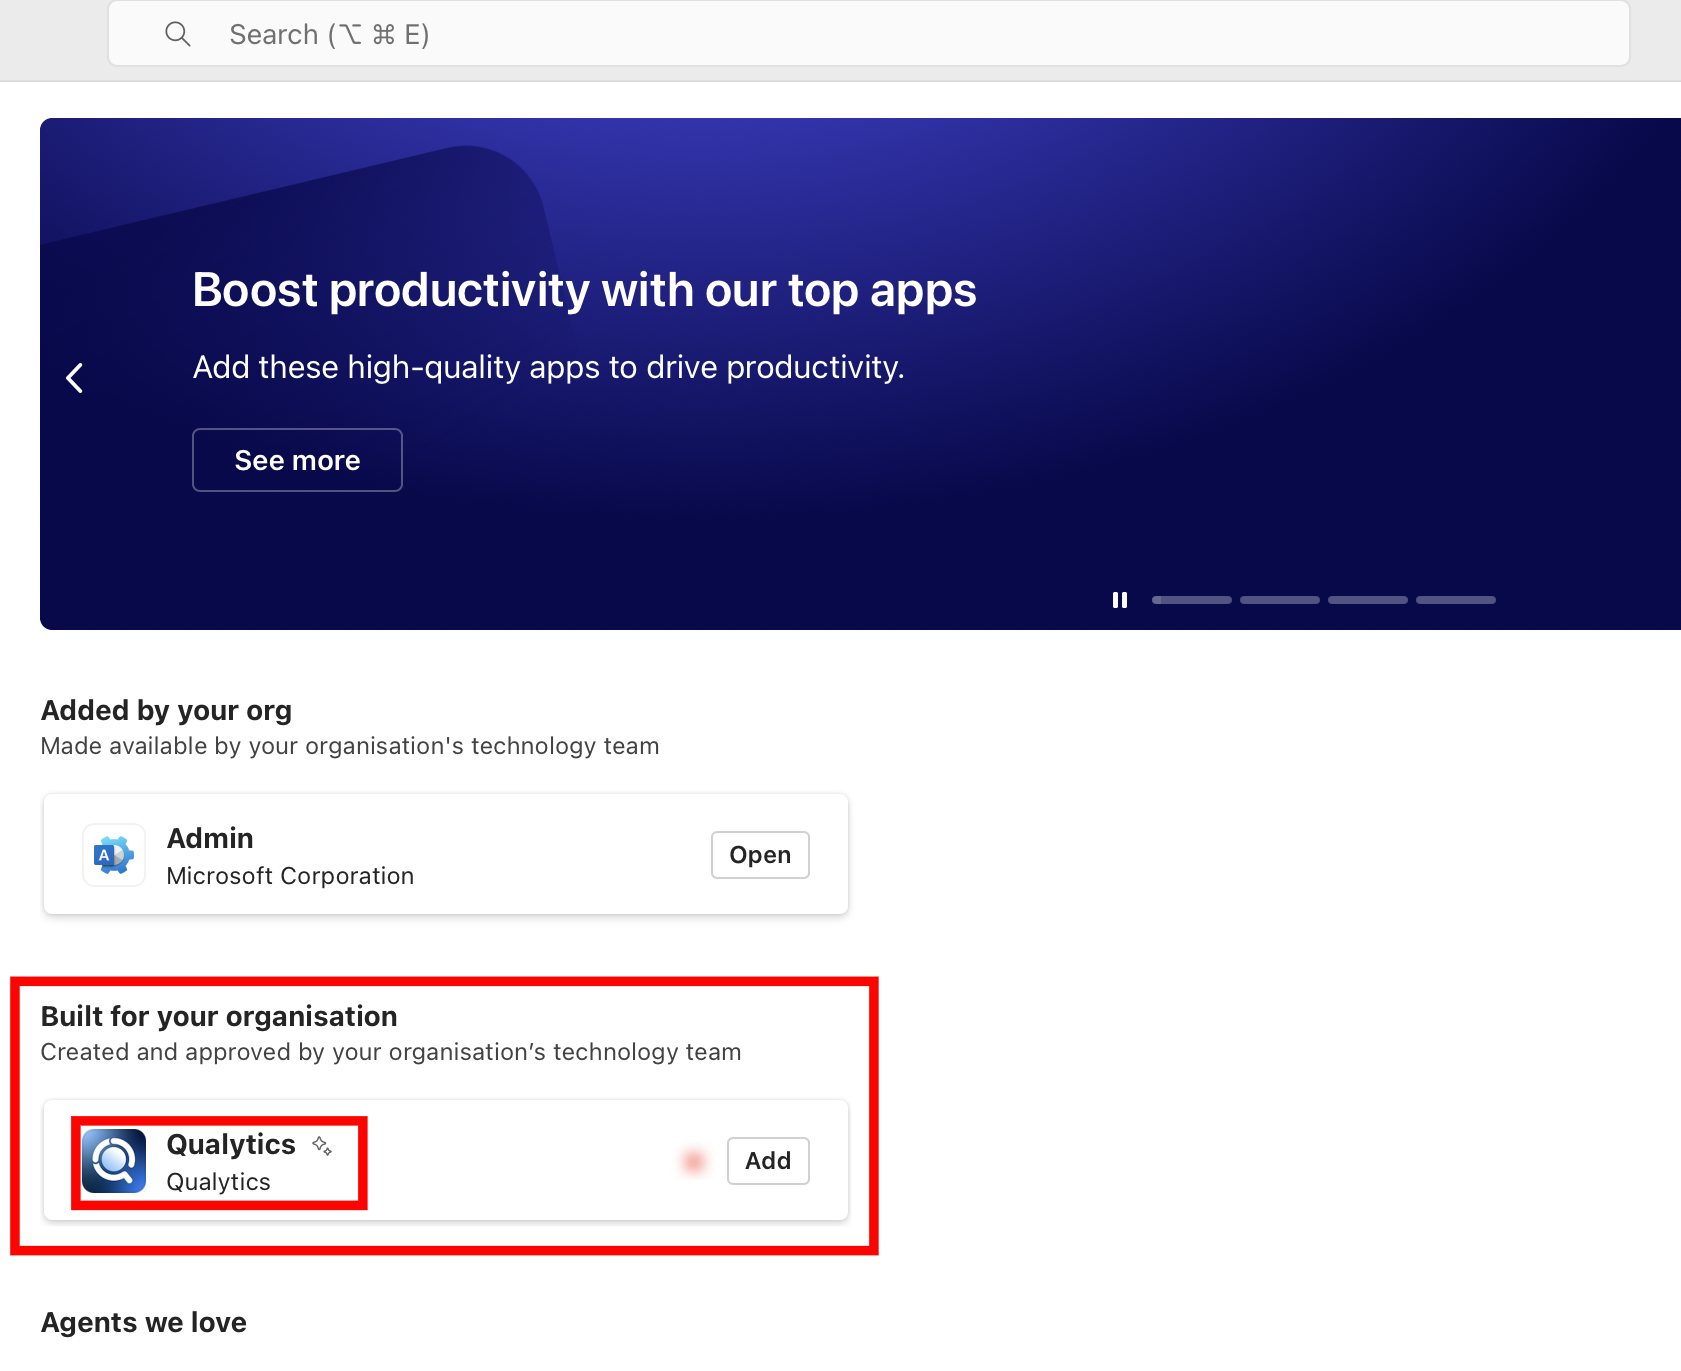 Search (⌥ ⌘ E)
Boost productivity with our top apps
Add these high-quality apps to drive productivity.
See more
Added by your org
Made available by your organisation's technology team
A
Admin
Microsoft Corporation
Open
Built for your organisation
Created and approved by your organisation’s technology team
Qualytics
Qualytics
Add
Agents we love